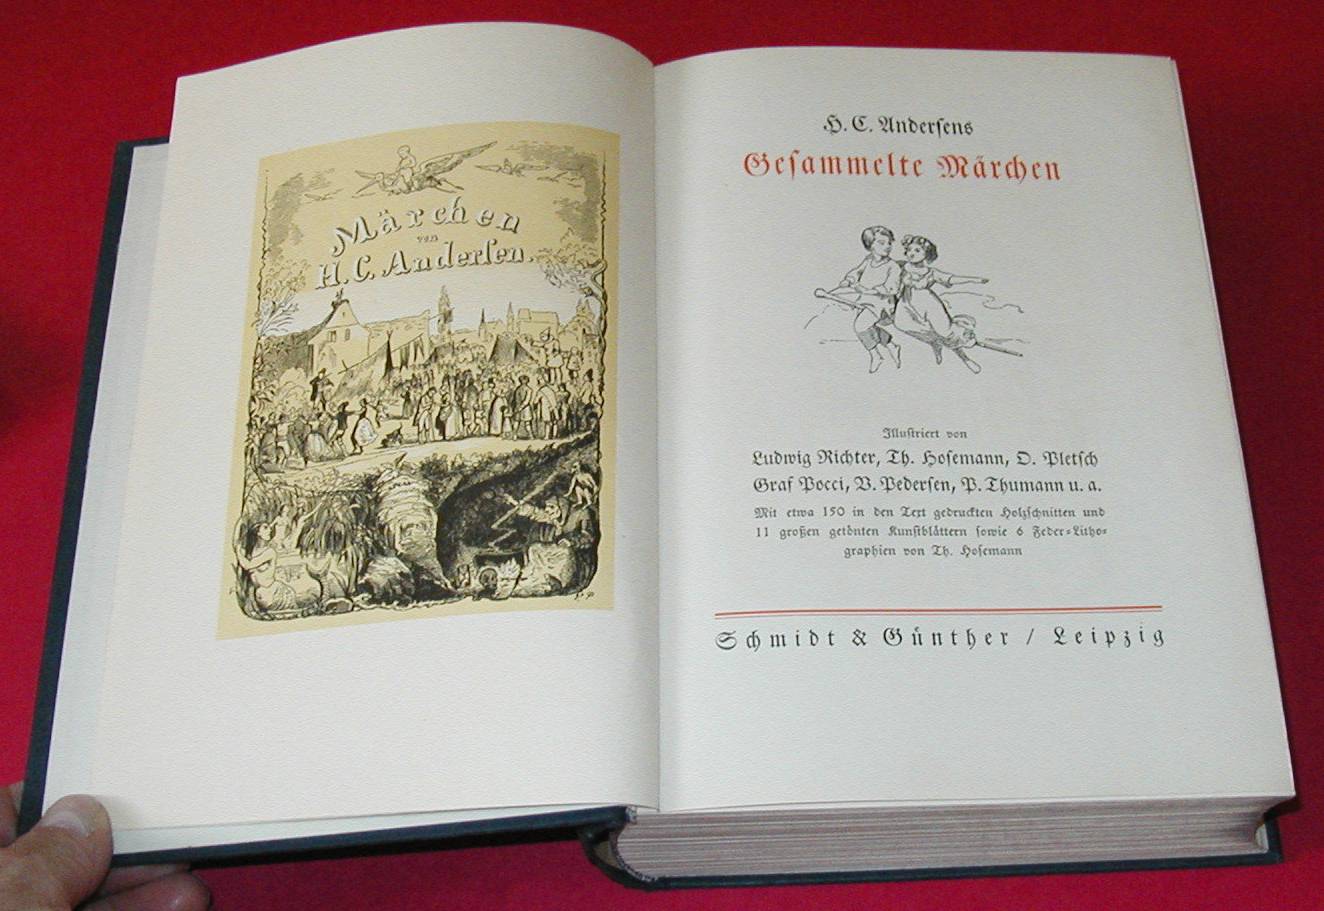 Märchen
von
H. C. Andersen.
H. C. Andersens
Gesammelte Märchen
Illustriert von
Ludwig Richter, Th. Hosemann, O. Pletsch
Graf Pocci, V. Pedersen, P. Thumann u. a.
Mit etwa 150 in den Text gedruckten Holzschnitten und
11 großen getönten Kunstblättern sowie 6 Feder-Litho-
graphien von Th. Hosemann
Schmidt & Günther / Leipzig